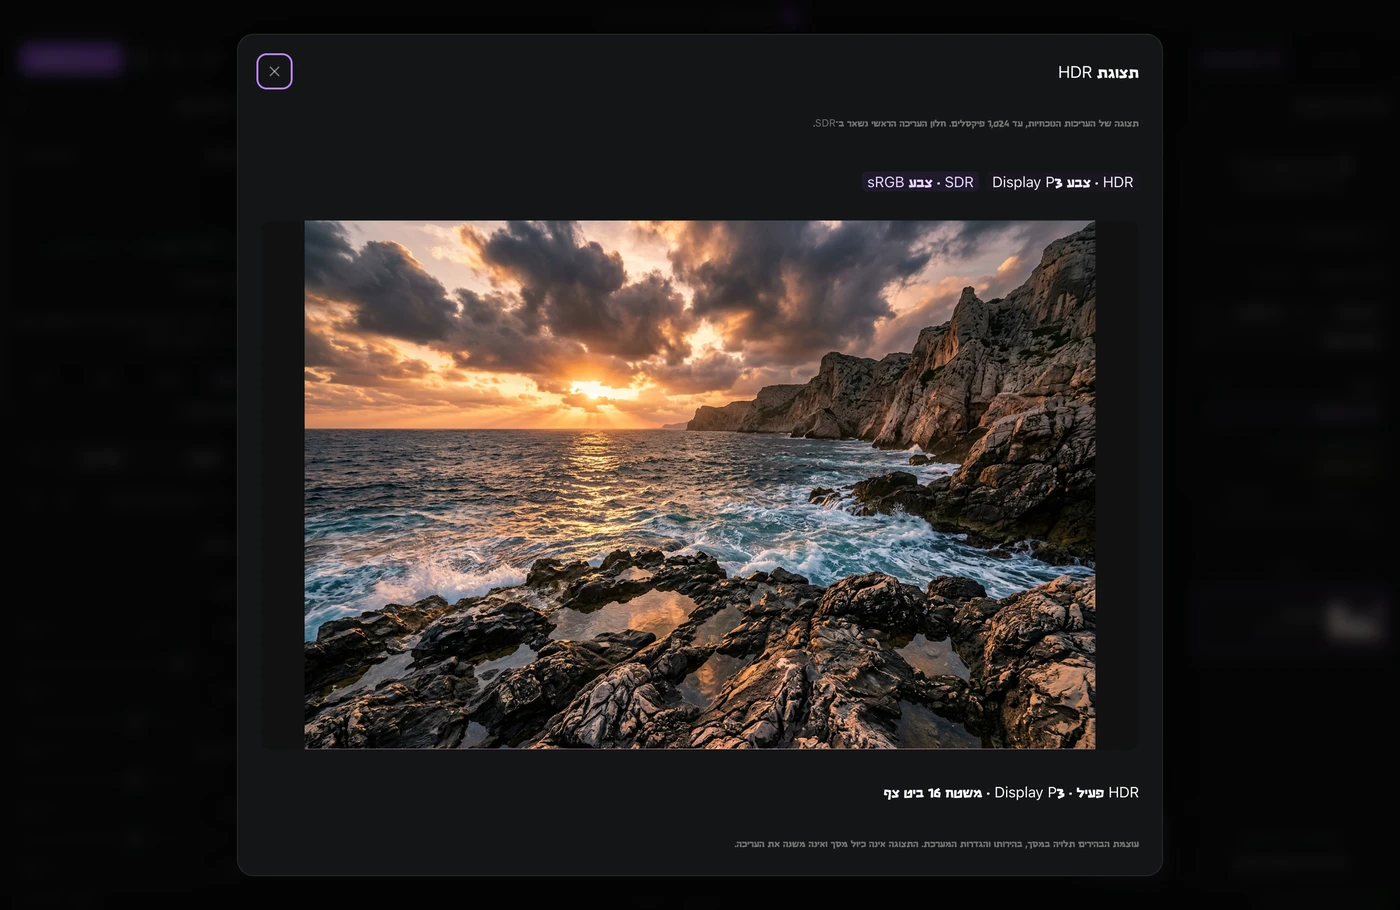 תצוגת HDR
תצוגה של העריכות הנוכחיות, עד 1,024 פיקסלים. חלון העריכה הראשי נשאר ב־SDR.
HDR · צבע Display P3
SDR · צבע sRGB
HDR פעיל · Display P3 · משטח 16 ביט צף
עוצמת הבהירים תלויה במסך, בהירותו והגדרות המערכת. התצוגה אינה כיול מסך ואינה משנה את העריכה.